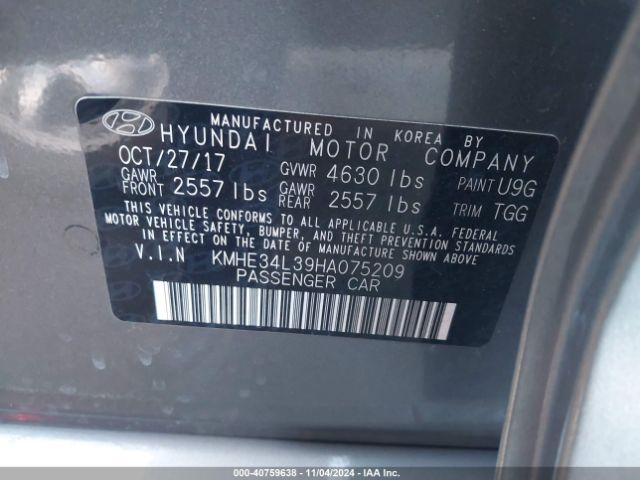 MANUFACTURED IN KOREA BY
HYUNDAI MOTOR COMPANY
OCT/27/17 GVWR 4630 lbs PAINT U9G
GAWR FRONT 2557 lbs GAWR REAR 2557 lbs TRIM TGG
THIS VEHICLE CONFORMS TO ALL APPLICABLE U.S.A. FEDERAL
MOTOR VEHICLE SAFETY, BUMPER, AND THEFT PREVENTION STANDARDS
IN EFFECT ON THE DATE OF MANUFACTURE SHOWN ABOVE.
V.I.N KMHE34L39HA075209
PASSENGER CAR
000-40759638 - 11/04/2024 - IAA Inc.